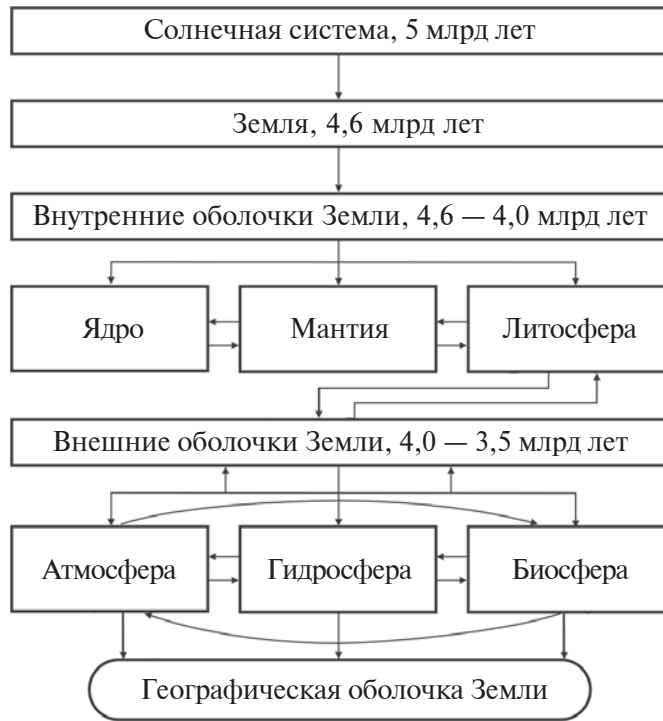 Солнечная система, 5 млрд лет
Земля, 4,6 млрд лет
Внутренние оболочки Земли, 4,6 — 4,0 млрд лет
Ядро
Мантия
Литосфера
Внешние оболочки Земли, 4,0 — 3,5 млрд лет
Атмосфера
Гидросфера
Биосфера
Географическая оболочка Земли